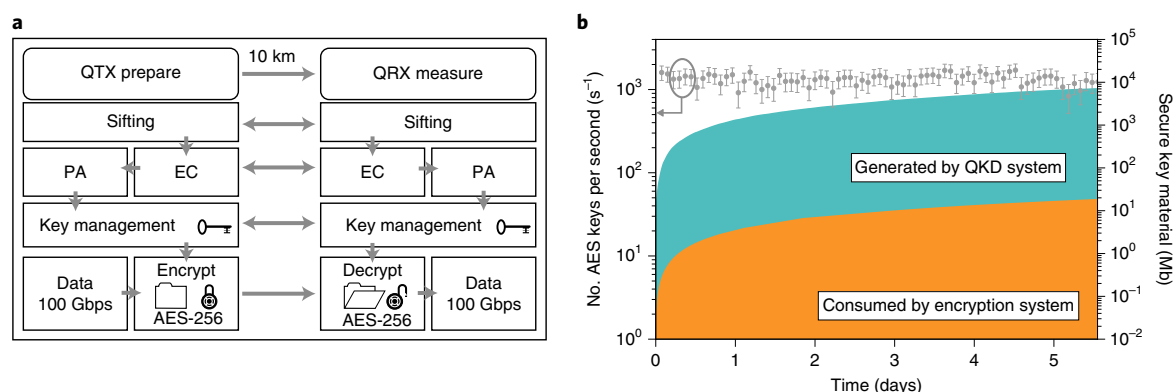 a
QTX prepare
10 km
QRX measure
Sifting
Sifting
PA
EC
EC
PA
Key management
Key management
Data
100 Gbps
Encrypt
AES-256
Decrypt
AES-256
Data
100 Gbps
b
No. AES keys per second (s⁻¹)
10⁴
10³
10²
10¹
10⁰
Generated by QKD system
Consumed by encryption system
10⁵
10⁴
10³
10²
10¹
10⁰
10⁻¹
10⁻²
Secure key material (Mb)
0
1
2
3
4
5
Time (days)